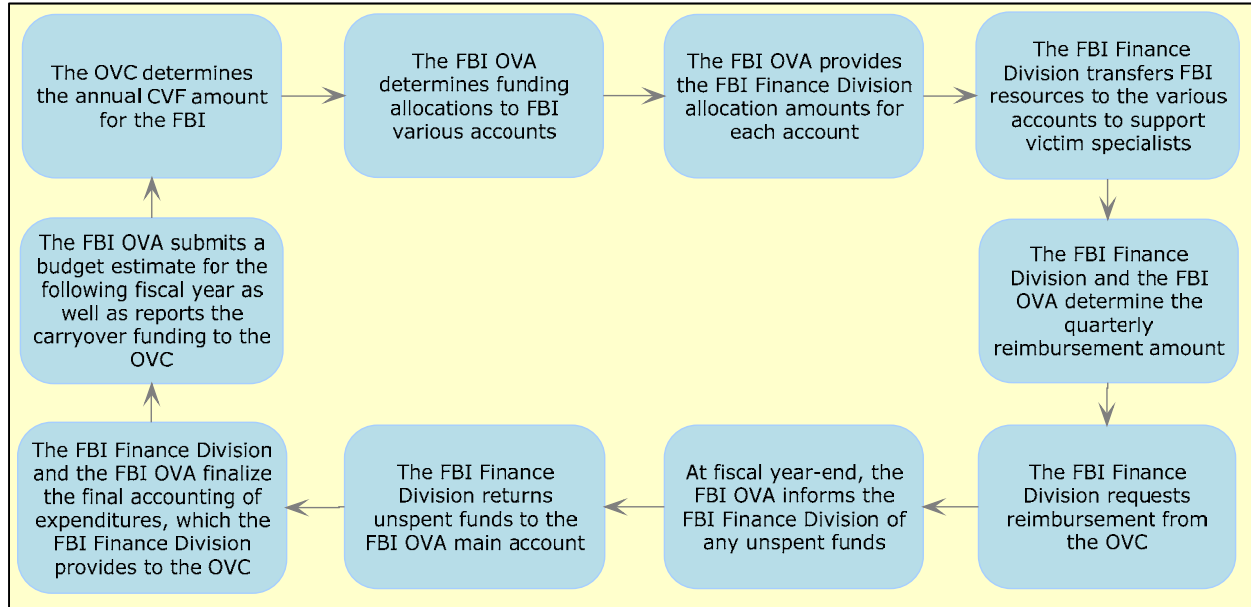 The OVC determines
the annual CVF amount
for the FBI
The FBI OVA
determines funding
allocations to FBI
various accounts
The FBI OVA provides
the FBI Finance Division
allocation amounts for
each account
The FBI Finance
Division transfers FBI
resources to the various
accounts to support
victim specialists
The FBI Finance
Division and the FBI
OVA determine the
quarterly
reimbursement amount
The FBI Finance
Division requests
reimbursement from
the OVC
At fiscal year-end, the
FBI OVA informs the
FBI Finance Division of
any unspent funds
The FBI Finance
Division returns
unspent funds to the
FBI OVA main account
The FBI Finance Division
and the FBI OVA finalize
the final accounting of
expenditures, which the
FBI Finance Division
provides to the OVC
The FBI OVA submits a
budget estimate for the
following fiscal year as
well as reports the
carryover funding to the
OVC